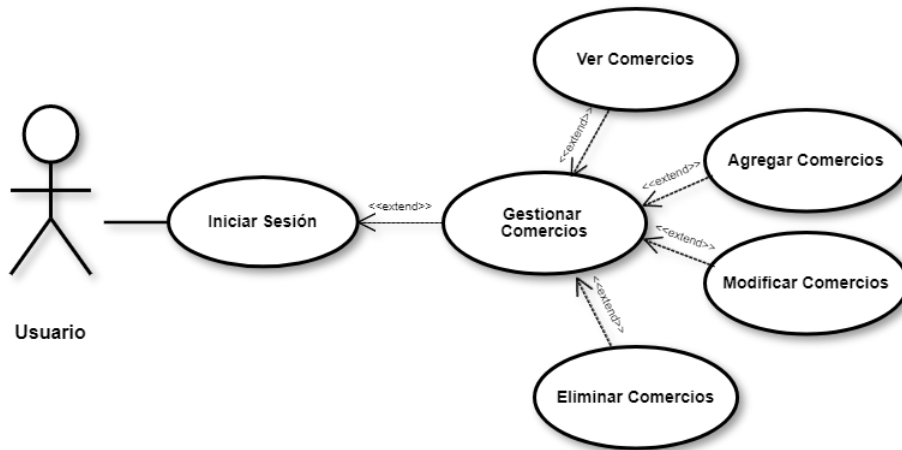 Ver Comercios
<<extend>>
Agregar Comercios
<<extend>>
Iniciar Sesión
<<extend>>
Gestionar
Comercios
<<extend>>
Modificar Comercios
<<extend>>
Usuario
Eliminar Comercios